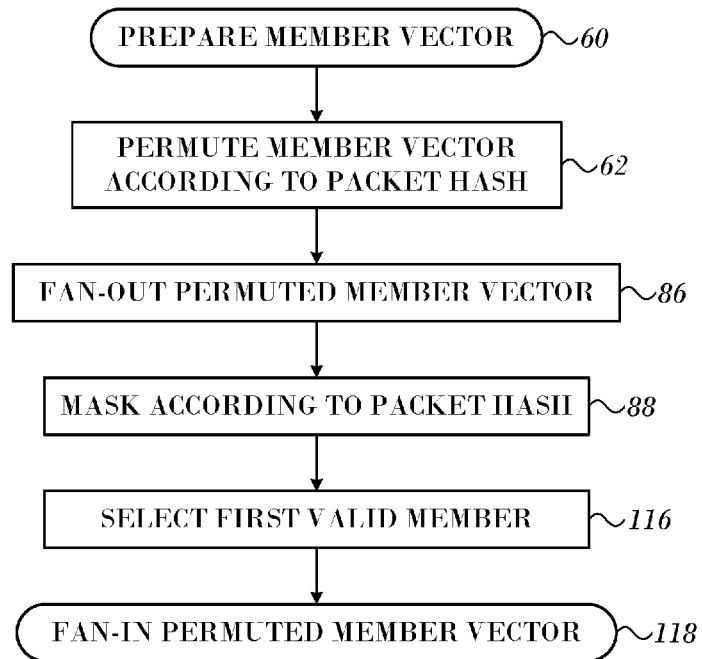 PREPARE MEMBER VECTOR 60
PERMUTE MEMBER VECTOR
ACCORDING TO PACKET HASH 62
FAN-OUT PERMUTED MEMBER VECTOR 86
MASK ACCORDING TO PACKET HASH 88
SELECT FIRST VALID MEMBER 116
FAN-IN PERMUTED MEMBER VECTOR 118